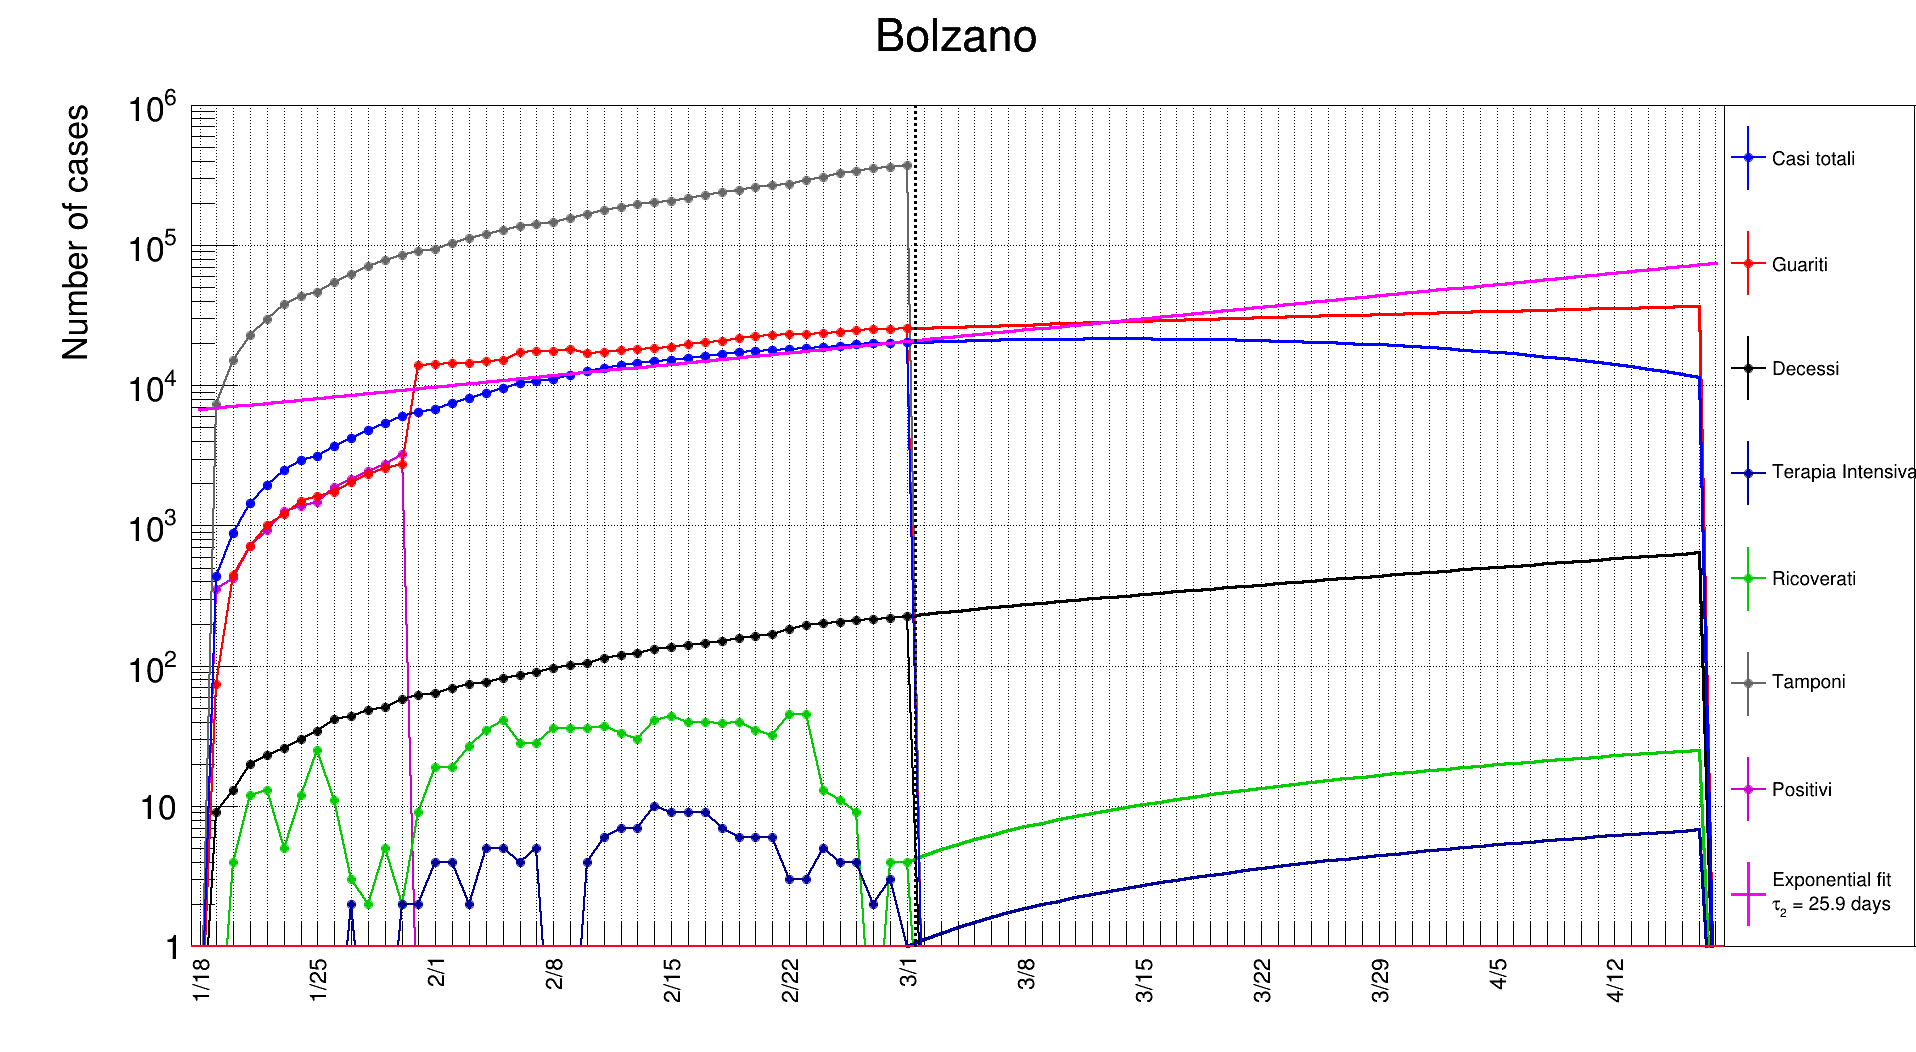 Bolzano
Number of cases
10^6
10^5
10^4
10^3
10^2
10
1
1/18
1/25
2/1
2/8
2/15
2/22
3/1
3/8
3/15
3/22
3/29
4/5
4/12
Casi totali
Guariti
Decessi
Terapia Intensiva
Ricoverati
Tamponi
Positivi
Exponential fit
τ₂ = 25.9 days